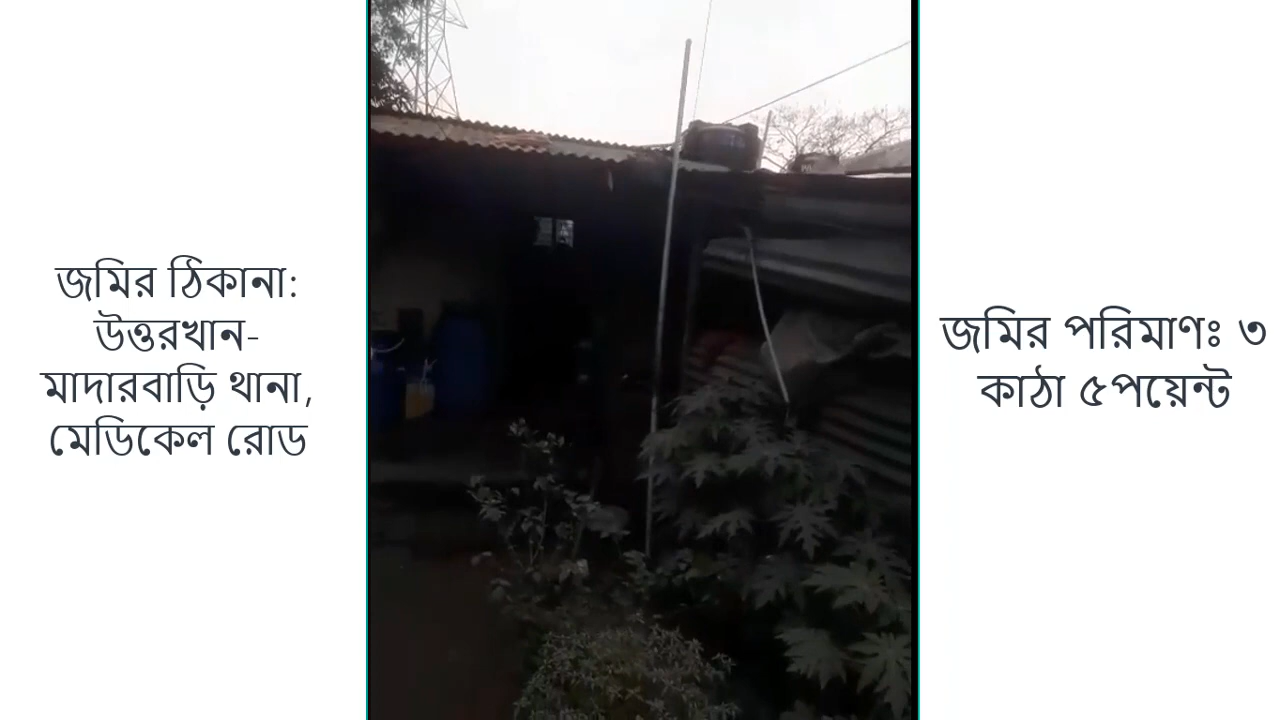 জমির ঠিকানা:
উত্তরখান-
মাদারবাড়ি থানা,
মেডিকেল রোড
জমির পরিমাণঃ ৩
কাঠা ৫পয়েন্ট